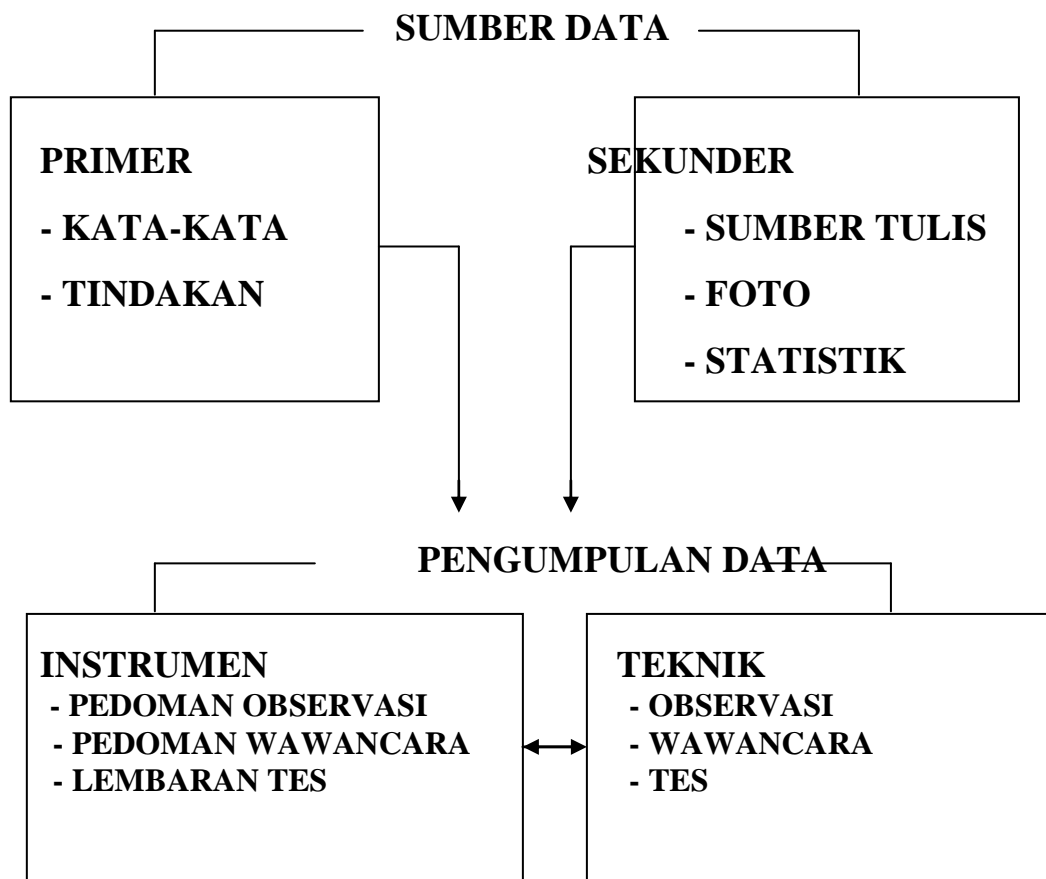 SUMBER DATA
PRIMER
- KATA-KATA
- TINDAKAN
SEKUNDER
- SUMBER TULIS
- FOTO
- STATISTIK
PENGUMPULAN DATA
INSTRUMEN
- PEDOMAN OBSERVASI
- PEDOMAN WAWANCARA
- LEMBARAN TES
TEKNIK
- OBSERVASI
- WAWANCARA
- TES